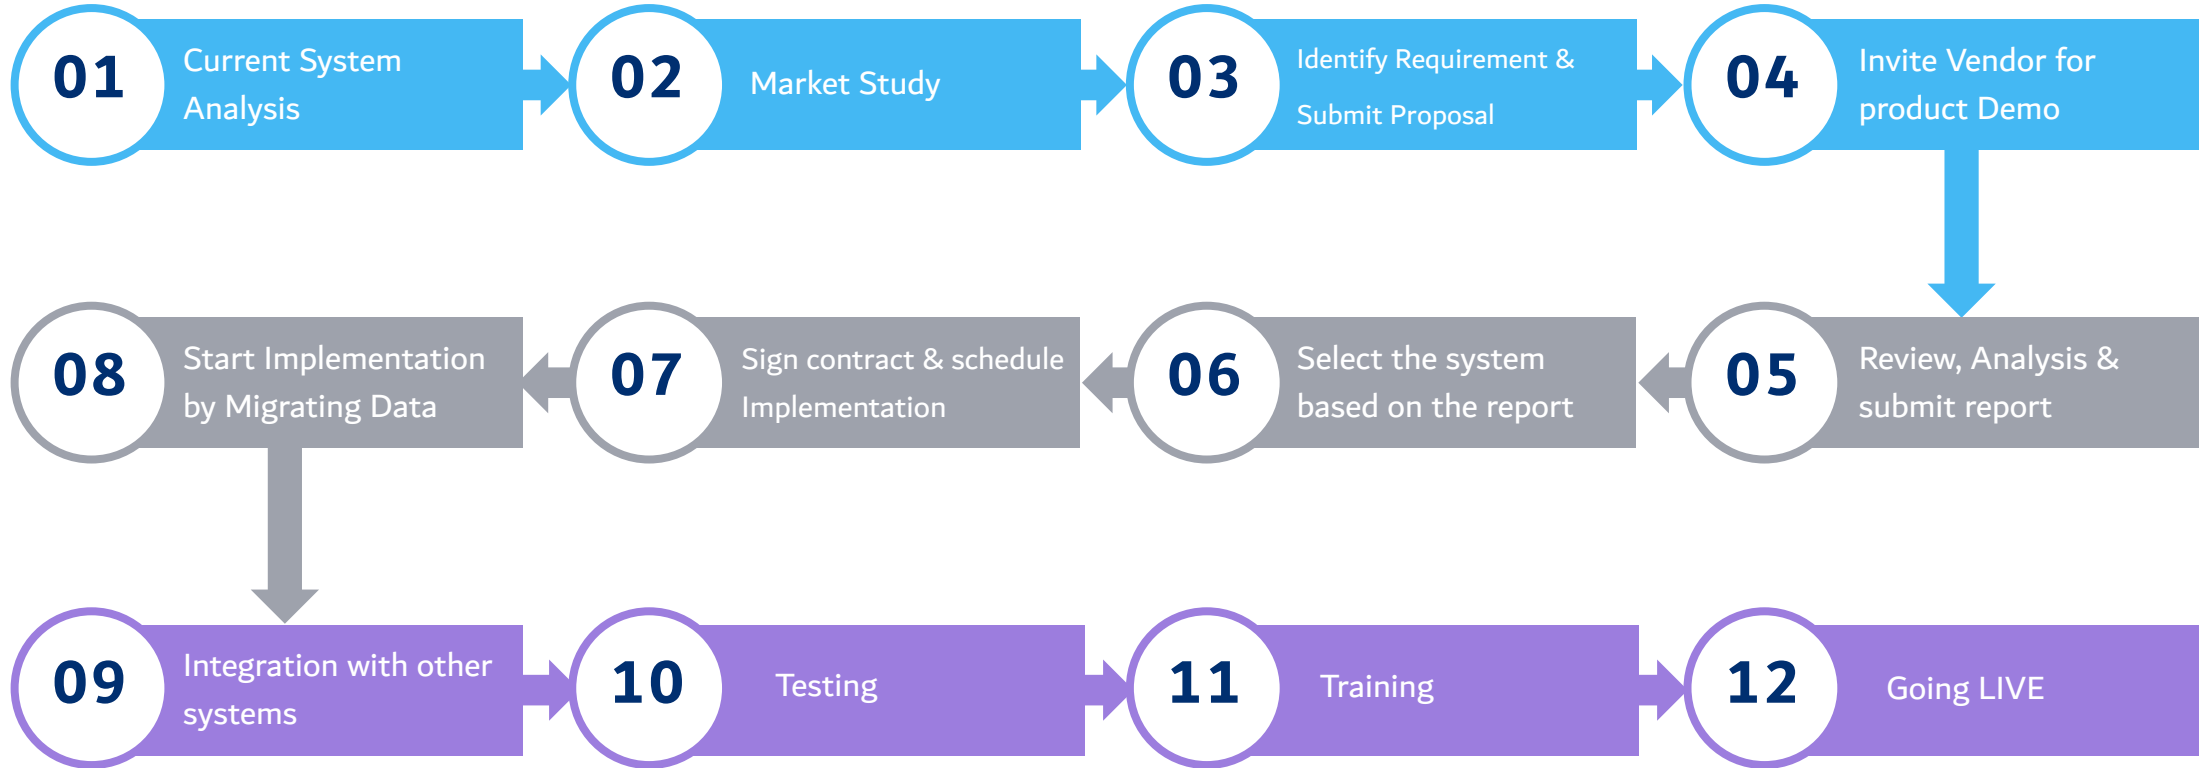 01
Current System
Analysis
02
Market Study
03
Identify Requirement &
Submit Proposal
04
Invite Vendor for
product Demo
05
Review, Analysis &
submit report
06
Select the system
based on the report
07
Sign contract & schedule
Implementation
08
Start Implementation
by Migrating Data
09
Integration with other
systems
10
Testing
11
Training
12
Going LIVE